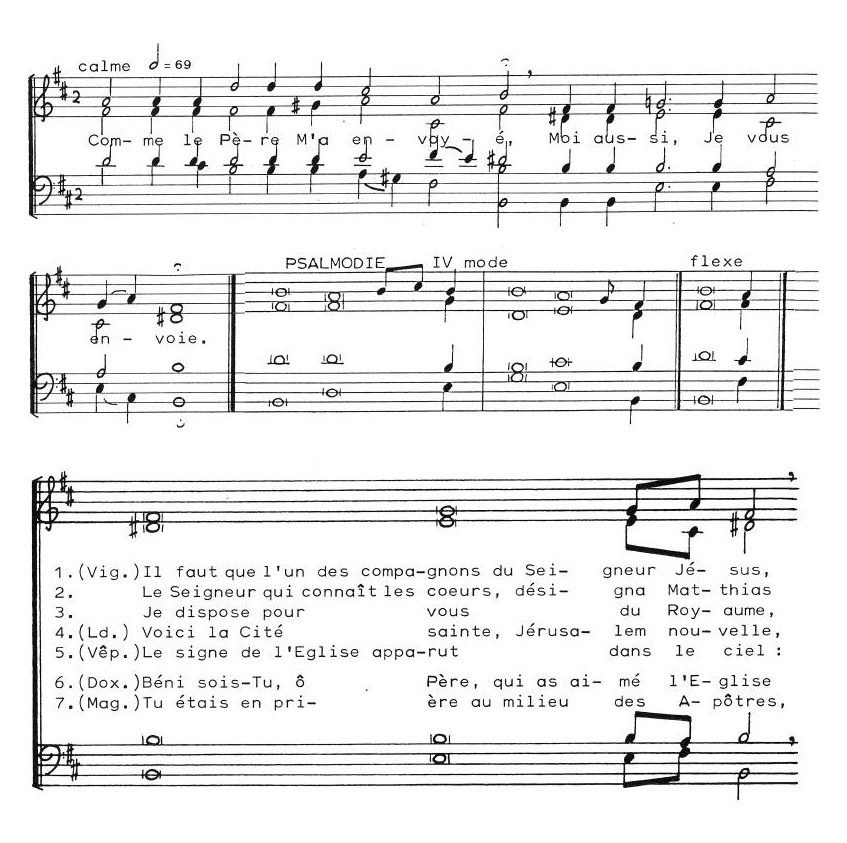 calme = 69
2
Com- me le Pè- re M'a en - voy - é, Moi aus- si, Je vous
2
PSALMODIE IV mode flexe
en - voie.
1.(Vig.)Il faut que l'un des compa-gnons du Sei- gneur Jé- sus,
2. Le Seigneur qui connaît les coeurs, dési- gna Mat- thias
3. Je dispose pour vous du Roy- aume,
4.(Ld.) Voici la Cité sainte, Jérusa- lem nou- velle,
5.(Vêp.)Le signe de l'Eglise appa-rut dans le ciel :
6.(Dox.)Béni sois-Tu, ô Père, qui as ai- mé l'E- glise
7.(Mag.)Tu étais en pri- ère au milieu des A- pôtres,